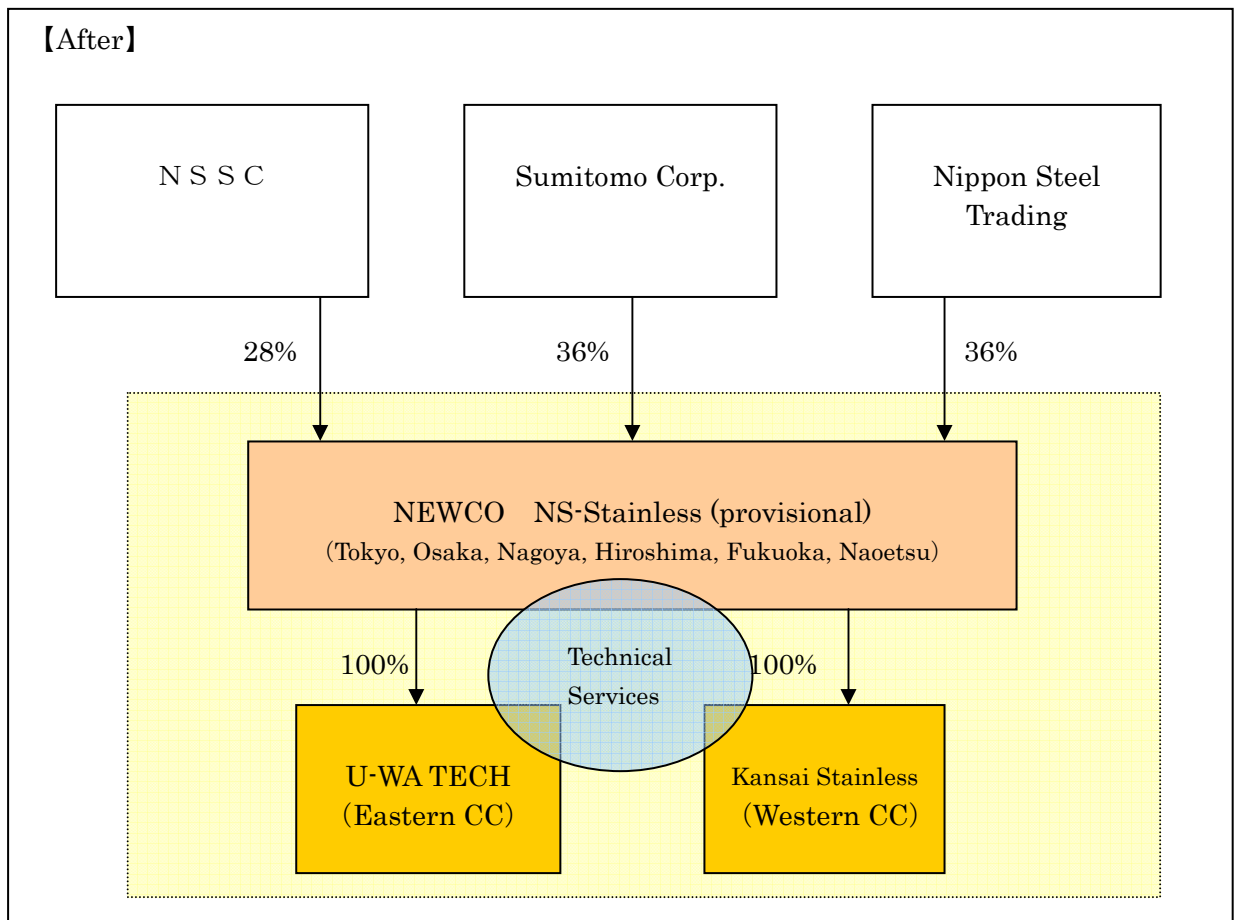 【After】
ＮＳＳＣ
Sumitomo Corp.
Nippon Steel
Trading
28%
36%
36%
NEWCO　NS-Stainless (provisional)
（Tokyo, Osaka, Nagoya, Hiroshima, Fukuoka, Naoetsu）
100%
Technical
Services
100%
U-WA TECH
（Eastern CC）
Kansai Stainless
（Western CC）